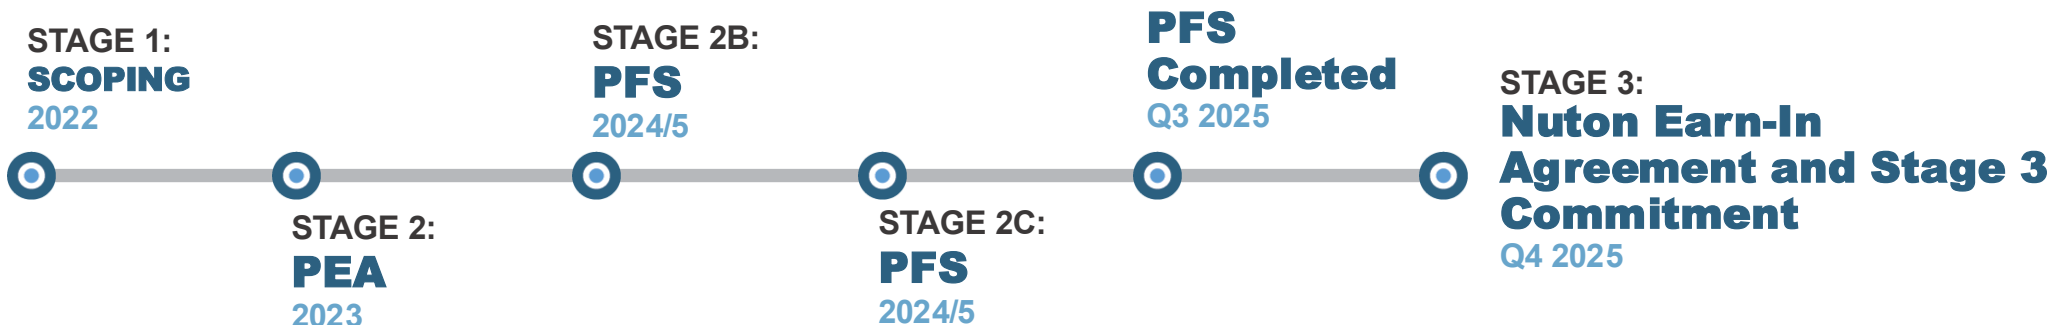 STAGE 1:
SCOPING
2022
STAGE 2:
PEA
2023
STAGE 2B:
PFS
2024/5
STAGE 2C:
PFS
2024/5
PFS
Completed
Q3 2025
STAGE 3:
Nuton Earn-In
Agreement and Stage 3
Commitment
Q4 2025